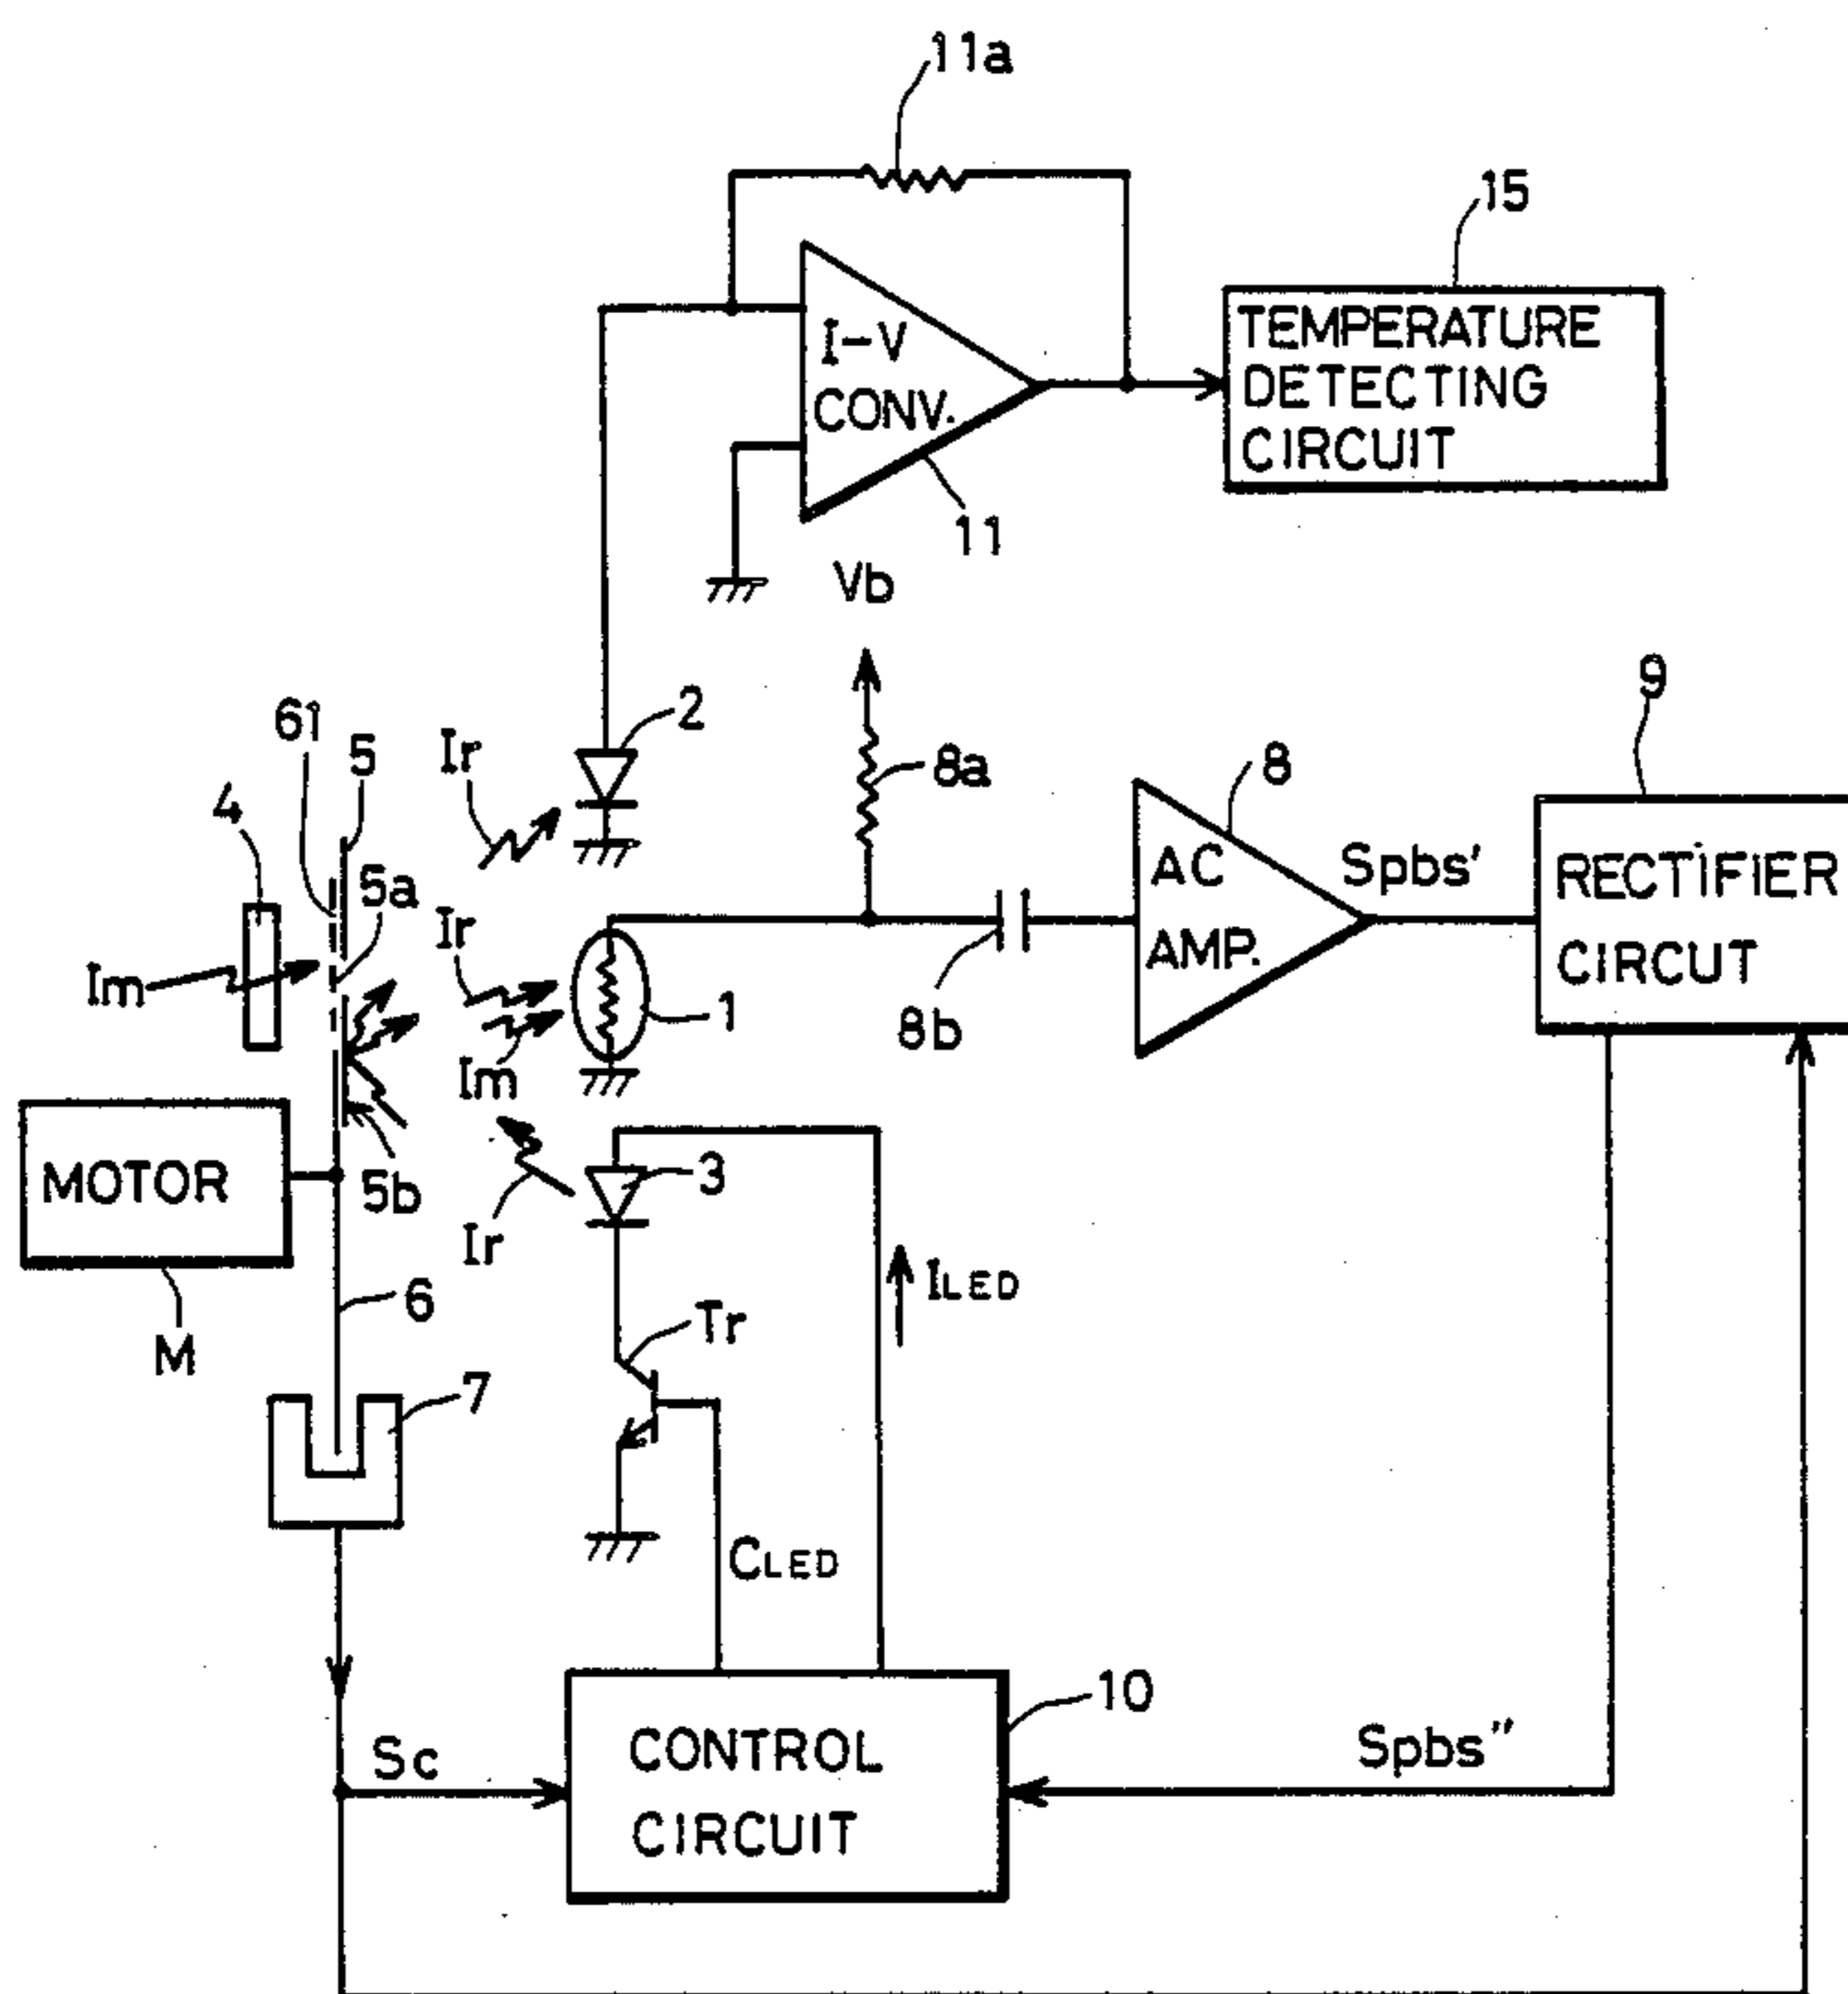 11a
15
I-V
CONV.
TEMPERATURE
DETECTING
CIRCUIT
11
Vb
61
5
Ir
2
8a
8
9
4
5a
Ir
AC
AMP.
Spbs'
RECTIFIER
CIRCUT
Im
1
8b
Im
MOTOR
5b
3
Ir
ILED
6
Tr
M
7
CLED
10
Sc
CONTROL
CIRCUIT
Spbs"